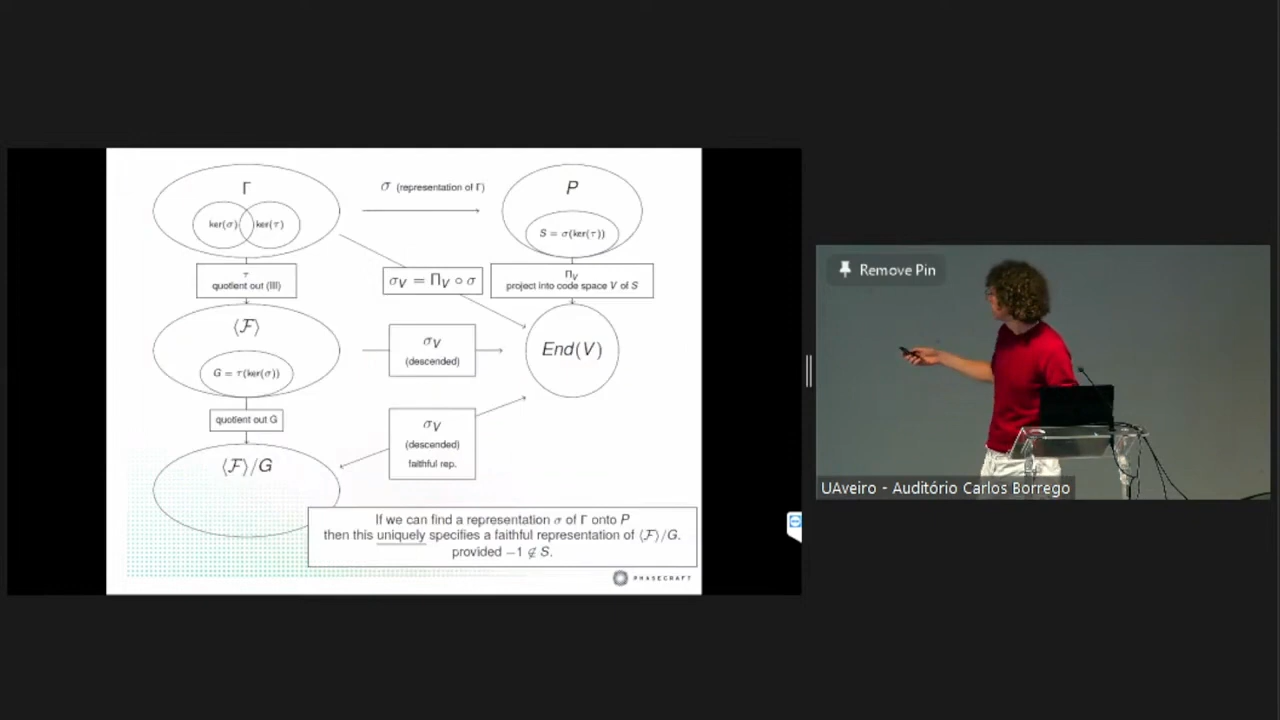 Γ
σ (representation of Γ)
P
ker(σ) ker(τ)
S = σ(ker(τ))
τ
quotient out (III)
σ_V = Π_V ∘ σ
Π_V
project into code space V of S
⟨F⟩
G = τ(ker(σ))
σ_V
(descended)
End(V)
quotient out G
σ_V
(descended)
faithful rep.
⟨F⟩/G
If we can find a representation σ of Γ onto P
then this uniquely specifies a faithful representation of ⟨F⟩/G.
provided −1 ∉ S.
PHASECRAFT
Remove Pin
UAveiro - Auditório Carlos Borrego